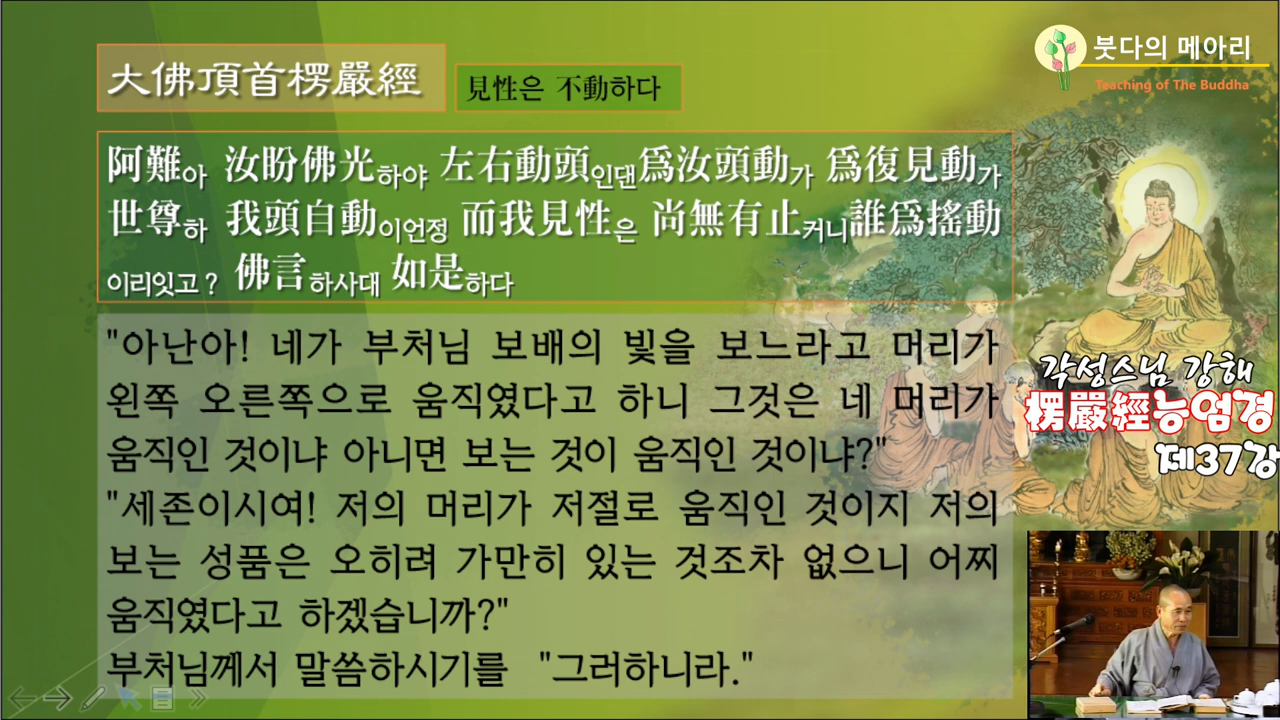 붓다의 메아리
Teaching of The Buddha
大佛頂首楞嚴經
見性은 不動하다
阿難아 汝盼佛光하야 左右動頭인댄爲汝頭動가 爲復見動가
世尊하 我頭自動이언정 而我見性은 尚無有止커니誰爲搖動
이리잇고? 佛言하사대 如是하다
"아난아! 네가 부처님 보배의 빛을 보느라고 머리가
왼쪽 오른쪽으로 움직였다고 하니 그것은 네 머리가
움직인 것이냐 아니면 보는 것이 움직인 것이냐?"
"세존이시여! 저의 머리가 저절로 움직인 것이지 저의
보는 성품은 오히려 가만히 있는 것조차 없으니 어찌
움직였다고 하겠습니까?"
부처님께서 말씀하시기를 "그러하니라."
각성스님 강해
楞嚴經능엄경
제37강